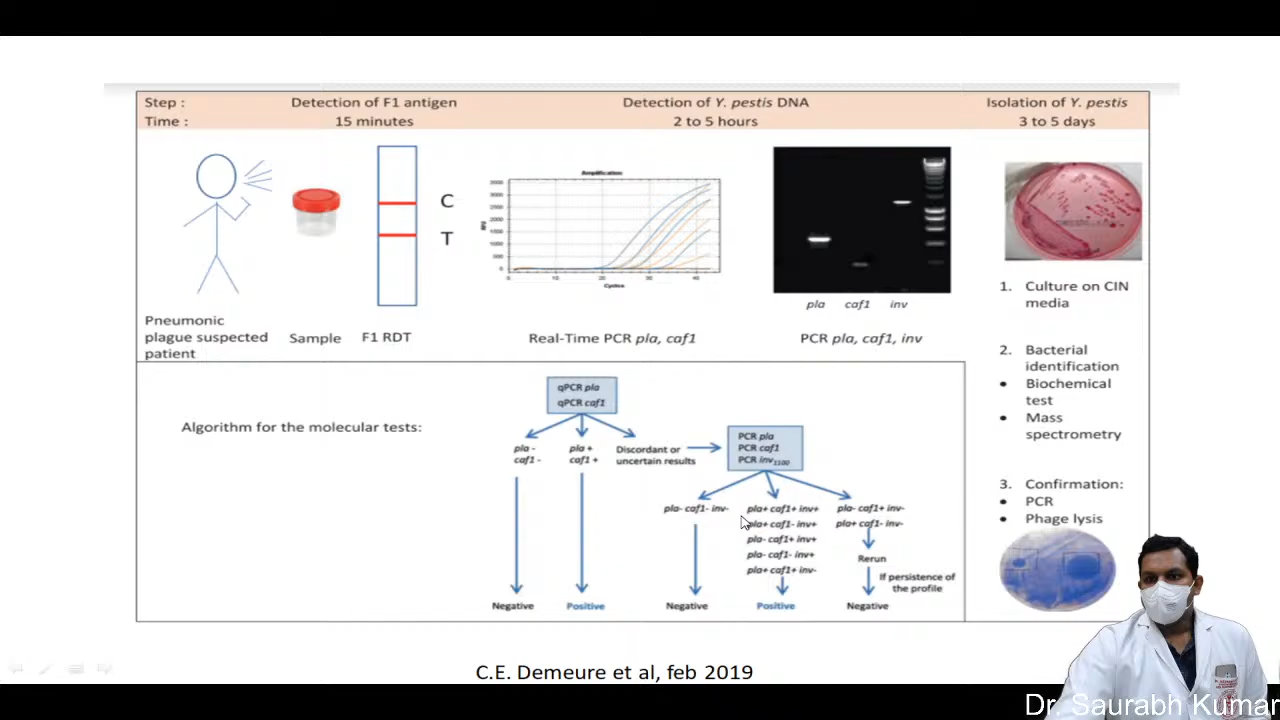 Step :
Time :
Detection of F1 antigen
15 minutes
Detection of Y. pestis DNA
2 to 5 hours
Isolation of Y. pestis
3 to 5 days
C
T
Amplification
Cycles
pla
caf1
inv
Pneumonic
plague suspected
patient
Sample
F1 RDT
Real-Time PCR pla, caf1
PCR pla, caf1, inv
1. Culture on CIN
media
2. Bacterial
identification
• Biochemical
test
• Mass
spectrometry
3. Confirmation:
• PCR
• Phage lysis
Algorithm for the molecular tests:
qPCR pla
qPCR caf1
pla -
caf1 -
pla +
caf1 +
Discordant or
uncertain results
PCR pla
PCR caf1
PCR inv1100
pla- caf1- inv-
pla+ caf1+ inv+
pla+ caf1- inv+
pla- caf1+ inv+
pla- caf1- inv+
pla+ caf1+ inv-
pla- caf1+ inv-
pla+ caf1- inv-
Rerun
If persistence of
the profile
Negative
Positive
Negative
Positive
Negative
C.E. Demeure et al, feb 2019
Dr. Saurabh Kumar